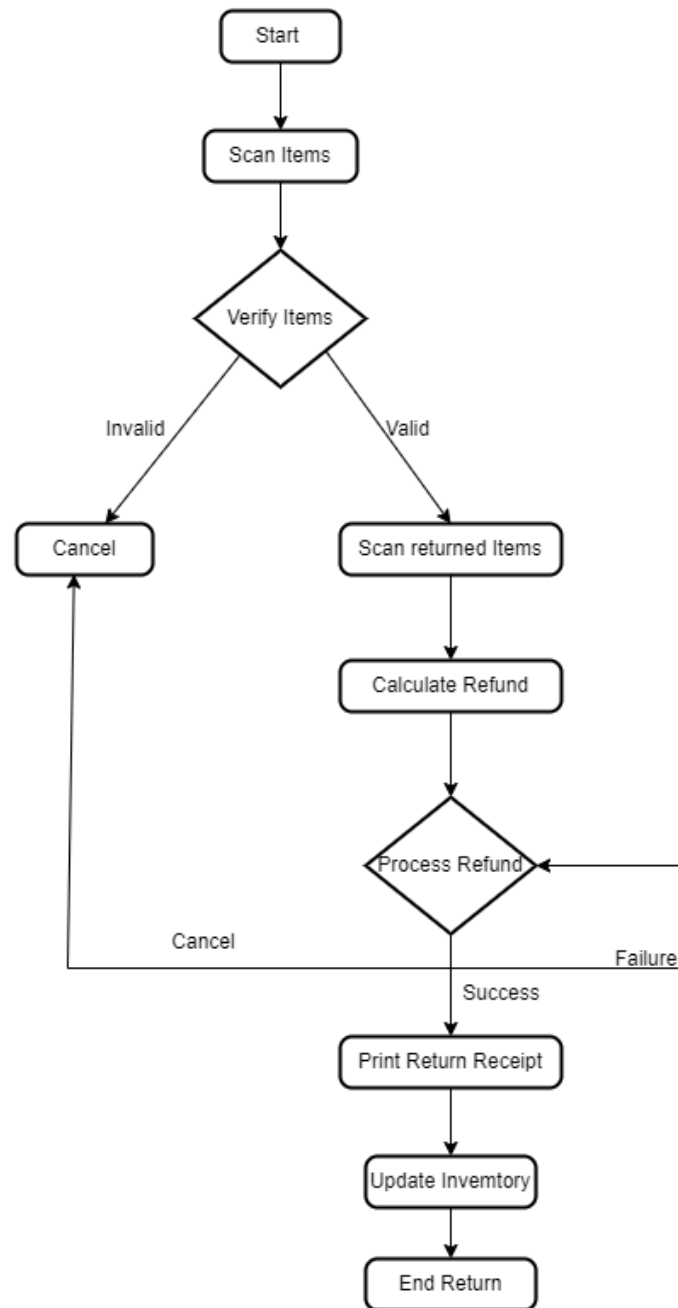 Start
Scan Items
Verify Items
Invalid
Valid
Cancel
Scan returned Items
Calculate Refund
Process Refund
Cancel
Failure
Success
Print Return Receipt
Update Invemtory
End Return